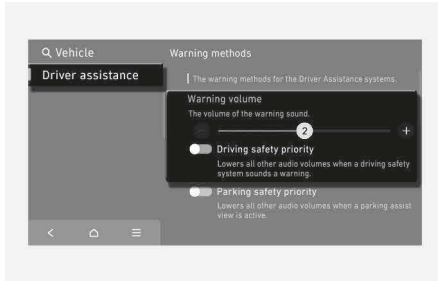 Vehicle
Warning methods
Driver assistance
The warning methods for the Driver Assistance systems.
Warning volume
The volume of the warning sound.
2
Driving safety priority
Lowers all other audio volumes when a driving safety
system sounds a warning.
Parking safety priority
Lowers all other audio volumes when a parking assist
view is active.